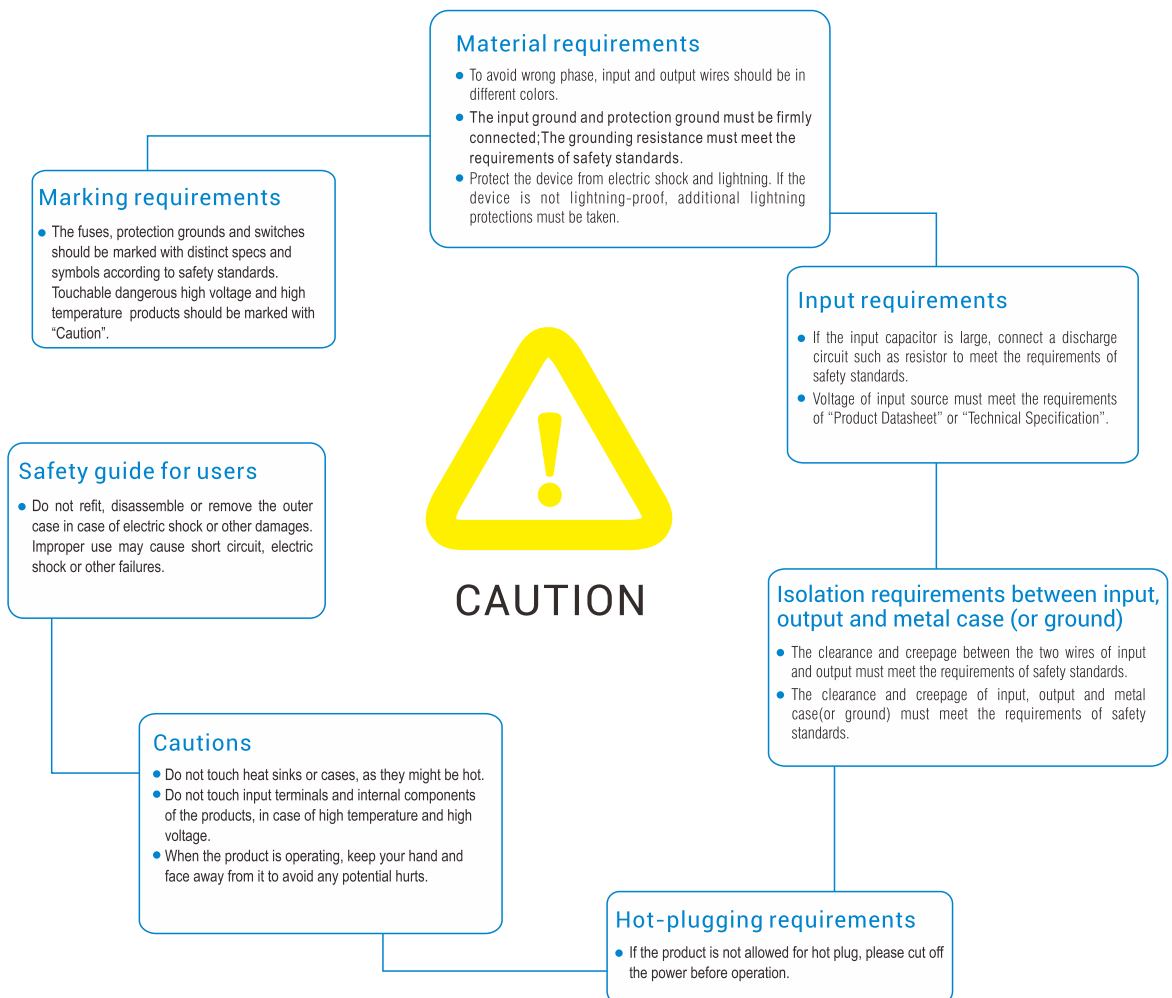 Material requirements
To avoid wrong phase, input and output wires should be in
different colors.
The input ground and protection ground must be firmly
connected;The grounding resistance must meet the
requirements of safety standards.
Protect the device from electric shock and lightning. If the
device is not lightning-proof, additional lightning
protections must be taken.
Marking requirements
The fuses, protection grounds and switches
should be marked with distinct specs and
symbols according to safety standards.
Touchable dangerous high voltage and high
temperature products should be marked with
“Caution”.
Input requirements
If the input capacitor is large, connect a discharge
circuit such as resistor to meet the requirements of
safety standards.
Voltage of input source must meet the requirements
of “Product Datasheet” or “Technical Specification”.
Safety guide for users
Do not refit, disassemble or remove the outer
case in case of electric shock or other damages.
Improper use may cause short circuit, electric
shock or other failures.
CAUTION
Isolation requirements between input,
output and metal case (or ground)
The clearance and creepage between the two wires of input
and output must meet the requirements of safety standards.
The clearance and creepage of input, output and metal
case(or ground) must meet the requirements of safety
standards.
Cautions
Do not touch heat sinks or cases, as they might be hot.
Do not touch input terminals and internal components
of the products, in case of high temperature and high
voltage.
When the product is operating, keep your hand and
face away from it to avoid any potential hurts.
Hot-plugging requirements
If the product is not allowed for hot plug, please cut off
the power before operation.